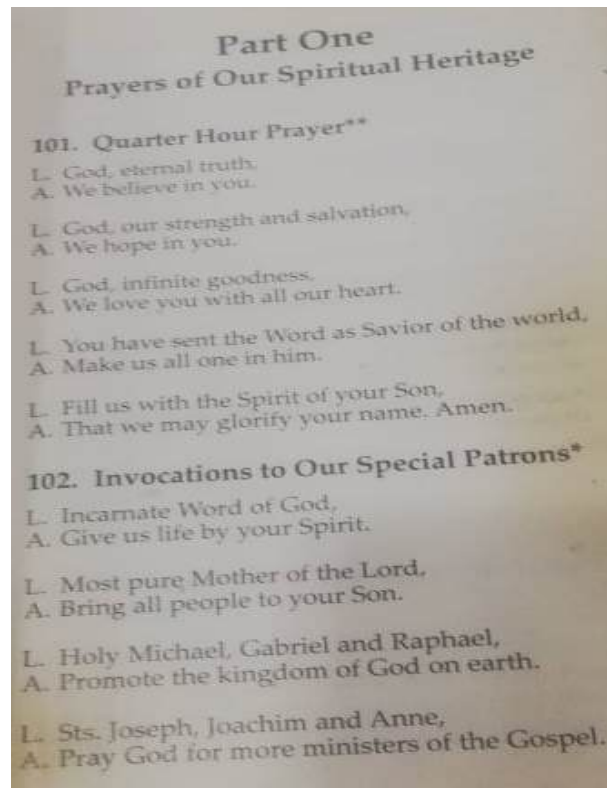 Part One
Prayers of Our Spiritual Heritage
101. Quarter Hour Prayer**
L. God, eternal truth,
A. We believe in you.
L. God, our strength and salvation,
A. We hope in you.
L. God, infinite goodness,
A. We love you with all our heart.
L. You have sent the Word as Savior of the world,
A. Make us all one in him.
L. Fill us with the Spirit of your Son,
A. That we may glorify your name. Amen.
102. Invocations to Our Special Patrons*
L. Incarnate Word of God,
A. Give us life by your Spirit.
L. Most pure Mother of the Lord,
A. Bring all people to your Son.
L. Holy Michael, Gabriel and Raphael,
A. Promote the kingdom of God on earth.
L. Sts. Joseph, Joachim and Anne,
A. Pray God for more ministers of the Gospel.